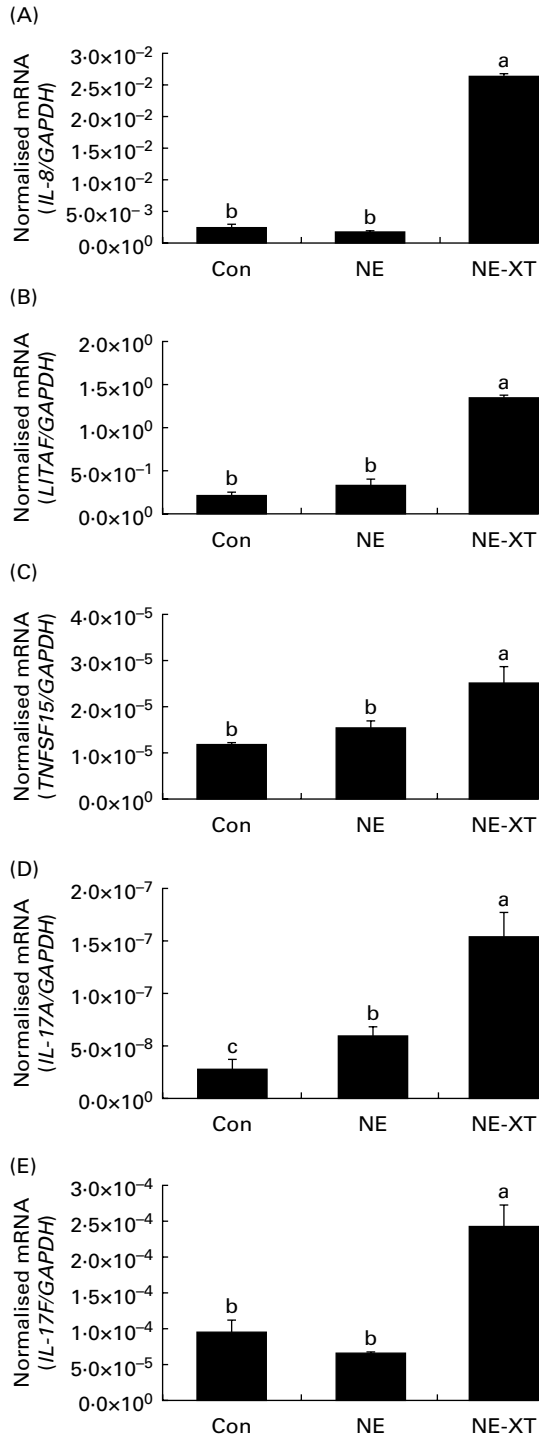 (A)
Normalised mRNA
(IL-8/GAPDH)
3·0×10⁻²
2·5×10⁻²
2·0×10⁻²
1·0×10⁻²
1·0×10⁻²
5·0×10⁻³
0·0×10⁰
b
b
a
Con NE NE-XT
(B)
Normalised mRNA
(LITAF/GAPDH)
2·0×10⁰
1·5×10⁰
1·0×10⁰
5·0×10⁻¹
0·0×10⁰
b
b
a
Con NE NE-XT
(C)
Normalised mRNA
(TNFSF15/GAPDH)
4·0×10⁻⁵
3·0×10⁻⁵
2·0×10⁻⁵
1·0×10⁻⁵
0·0×10⁰
b
b
a
Con NE NE-XT
(D)
Normalised mRNA
(IL-17A/GAPDH)
2·0×10⁻⁷
1·5×10⁻⁷
1·0×10⁻⁷
5·0×10⁻⁸
0·0×10⁰
c
b
a
Con NE NE-XT
(E)
Normalised mRNA
(IL-17F/GAPDH)
3·0×10⁻⁴
2·5×10⁻⁴
2·0×10⁻⁴
1·5×10⁻⁴
1·0×10⁻⁴
5·0×10⁻⁵
0·0×10⁰
b
b
a
Con NE NE-XT